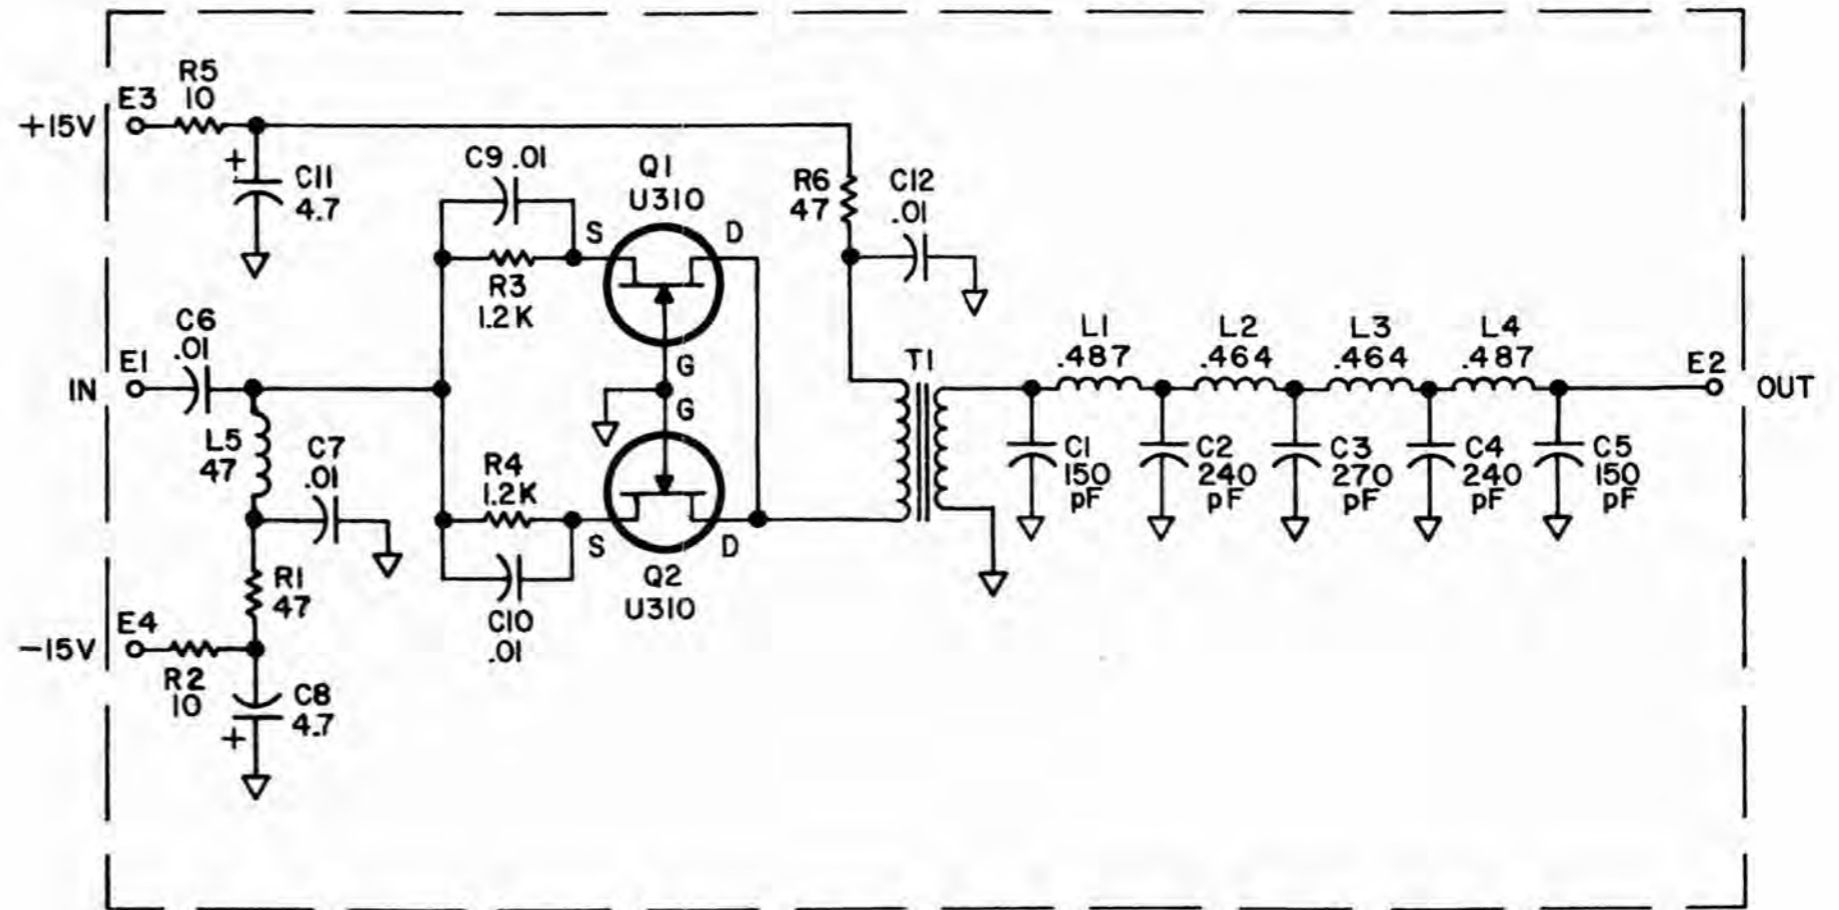 R5
10
E3
+15V
+
C11
4.7
C9 .01
Q1
U310
S
D
R3
1.2K
R6
47
C12
.01
C6
.01
E1
IN
L5
47
C7
.01
G
G
R4
1.2K
S
D
Q2
U310
C10
.01
R1
47
E4
-15V
R2
10
C8
4.7
+
T1
L1
.487
L2
.464
L3
.464
L4
.487
E2
OUT
C1
150
pF
C2
240
pF
C3
270
pF
C4
240
pF
C5
150
pF